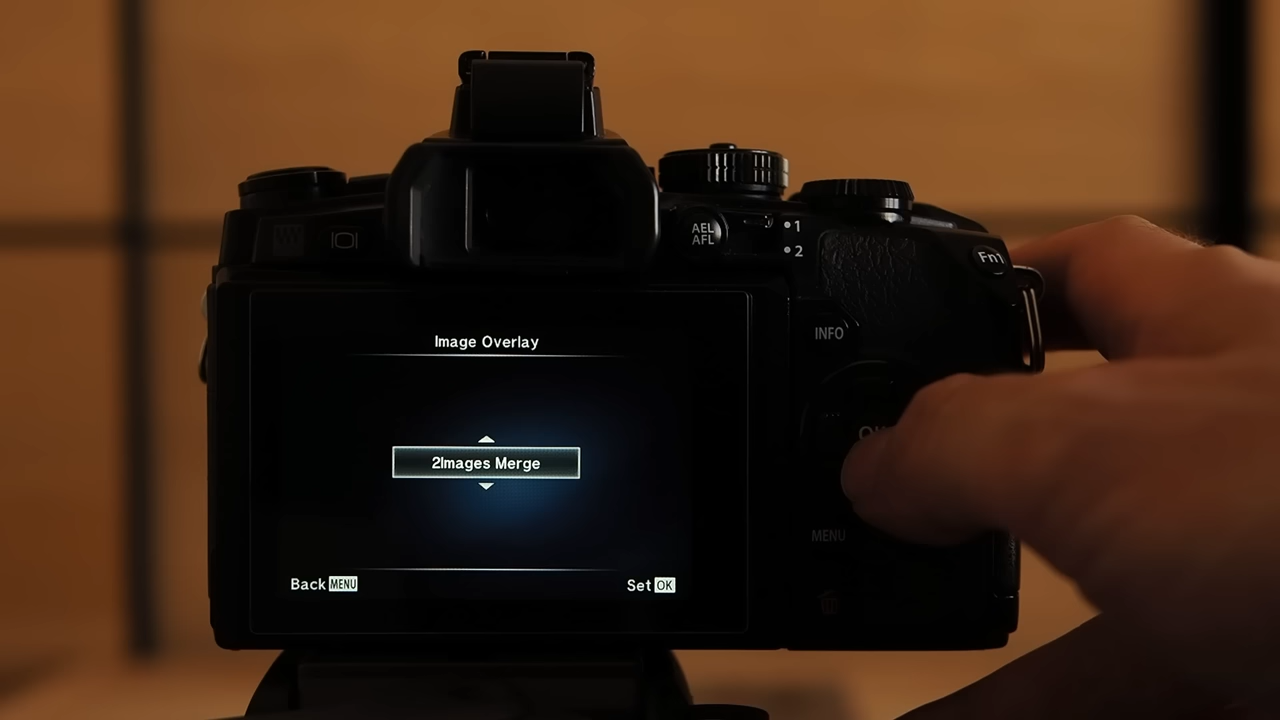 AEL
AFL
1
2
Fn1
INFO
Image Overlay
2Images Merge
MENU
Back MENU
Set OK